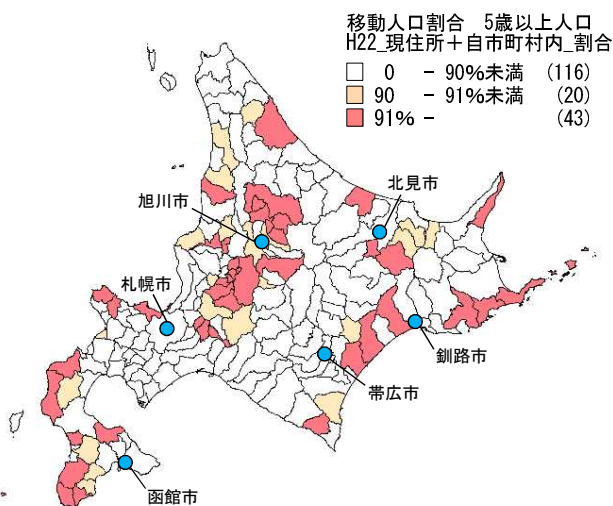 移動人口割合 5歳以上人口
H22_現住所＋自市町村内_割合
0 - 90%未満 (116)
90 - 91%未満 (20)
91% - (43)
北見市
旭川市
札幌市
釧路市
帯広市
函館市